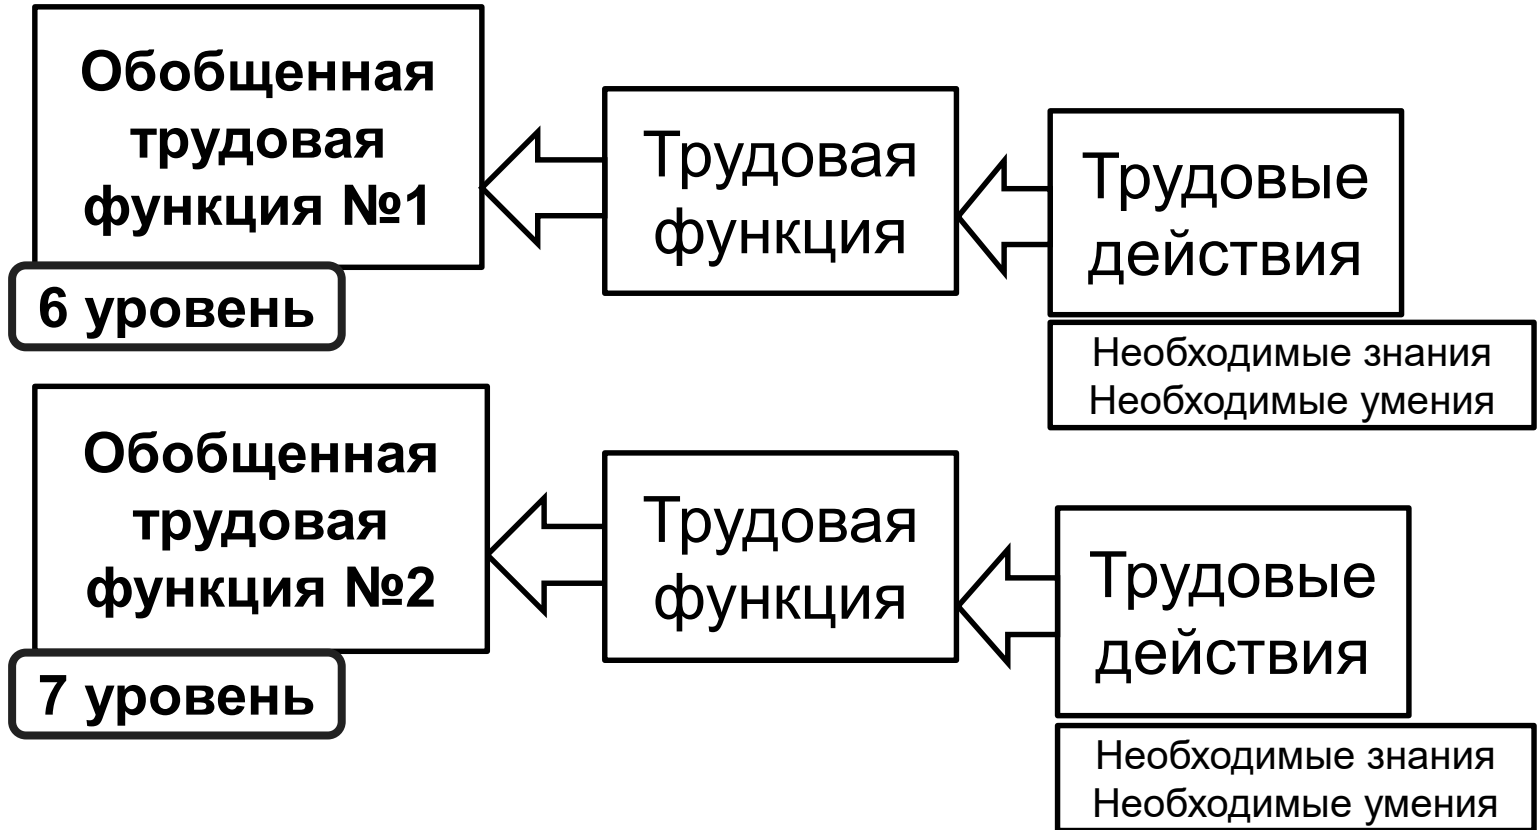 Обобщенная
трудовая
функция №1
6 уровень
Трудовая
функция
Трудовые
действия
Необходимые знания
Необходимые умения
Обобщенная
трудовая
функция №2
7 уровень
Трудовая
функция
Трудовые
действия
Необходимые знания
Необходимые умения